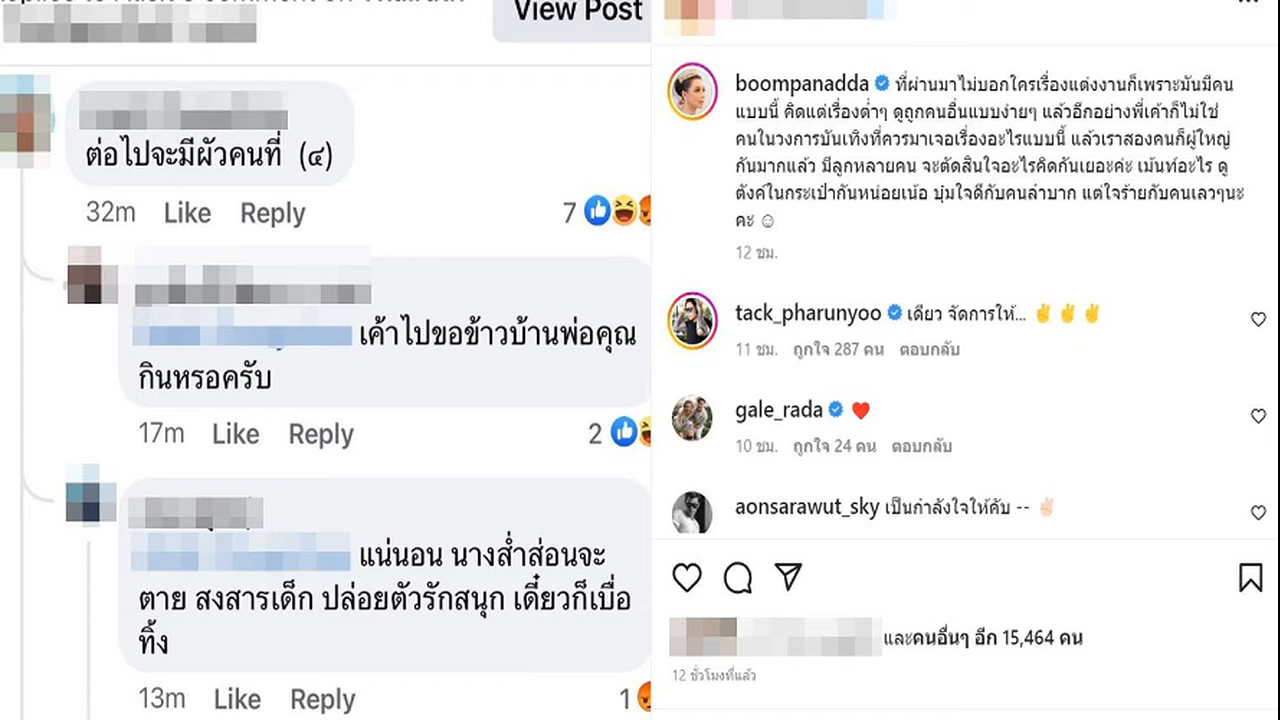 View Post
ต่อไปจะมีผัวคนที่ (๔)
32m Like Reply 7
เค้าไปขอข้าวบ้านพ่อคุณ
กินหรอครับ
17m Like Reply 2
แน่นอน นางส่ำส่อนจะ
ตาย สงสารเด็ก ปล่อยตัวรักสนุก เดี๋ยวก็เบื่อ
ทิ้ง
13m Like Reply 1
boompanadda ที่ผ่านมาไม่บอกใครเรื่องแต่งงานก็เพราะมันมีคน
แบบนี้ คิดแต่เรื่องต่ำๆ ดูถูกคนอื่นแบบง่ายๆ แล้วอีกอย่างพี่เค้าก็ไม่ใช่
คนในวงการบันเทิงที่ควรมาเจอเรื่องอะไรแบบนี้ แล้วเราสองคนก็ผู้ใหญ่
กันมากแล้ว มีลูกหลายคน จะตัดสินใจอะไรคิดกันเยอะค่ะ เม้นท์อะไร ดู
ตังค์ในกระเป๋ากันหน่อยเน้อ บุ๋มใจดีกับคนลำบาก แต่ใจร้ายกับคนเลวๆนะ
คะ ☺
12 ชม.
tack_pharunyoo เดียว จัดการให้... ✌✌✌
11 ชม. ถูกใจ 287 คน ตอบกลับ
gale_rada ❤
10 ชม. ถูกใจ 24 คน ตอบกลับ
aonsarawut_sky เป็นกำลังใจให้คับ -- ✌🏻
และคนอื่นๆ อีก 15,464 คน
12 ชั่วโมงที่แล้ว